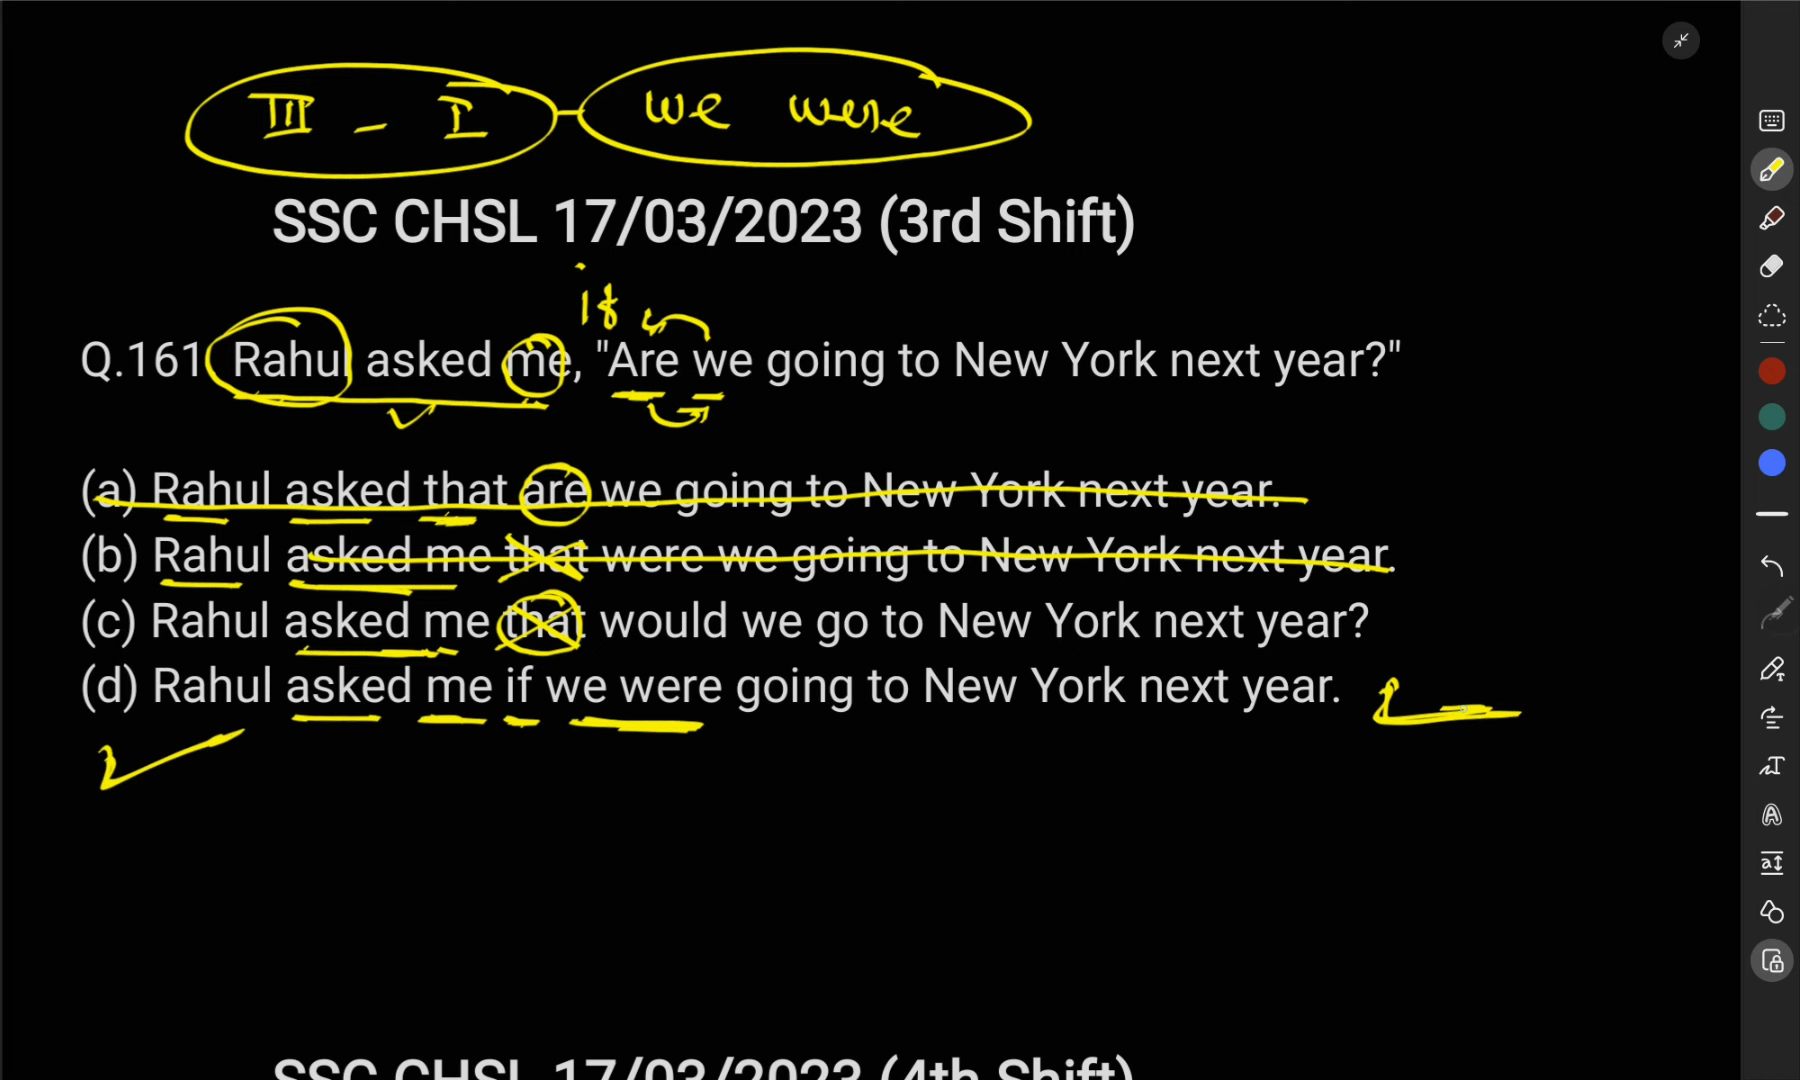 III - I - we were
SSC CHSL 17/03/2023 (3rd Shift)
if
Q.161 Rahul asked me, "Are we going to New York next year?"
(a) Rahul asked that are we going to New York next year.
(b) Rahul asked me that were we going to New York next year.
(c) Rahul asked me that would we go to New York next year?
(d) Rahul asked me if we were going to New York next year.
SSC CHSL 17/03/2023 (4th Shift)